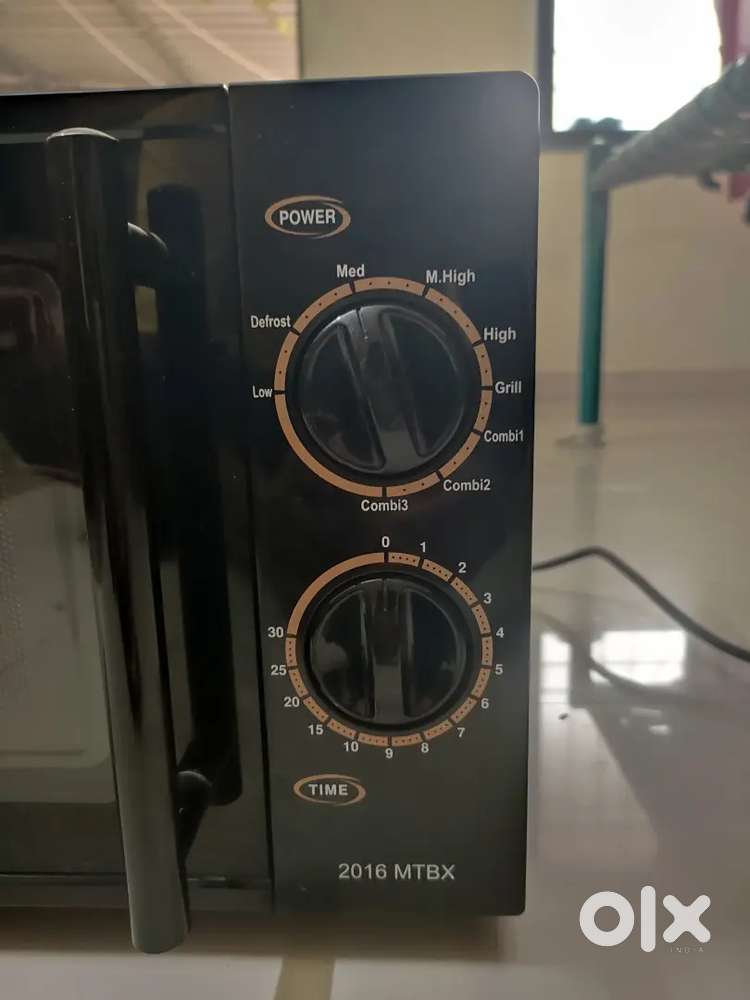 POWER
Med
M.High
Defrost
High
Low
Grill
Combi1
Combi2
Combi3
0
1
2
3
4
5
6
7
8
9
10
15
20
25
30
TIME
2016 MTBX
olx
INDIA